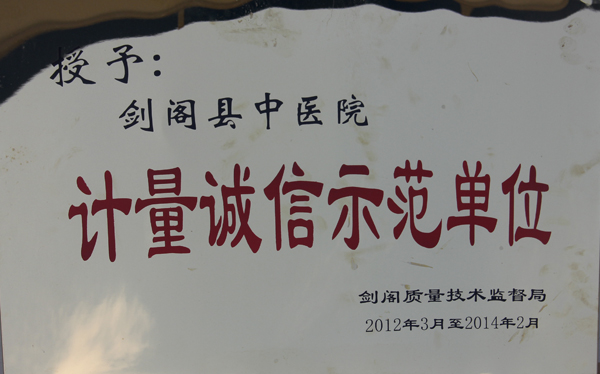 授予:
剑阁县中医院
计量诚信示范单位
剑阁质量技术监督局
2012年3月至2014年2月